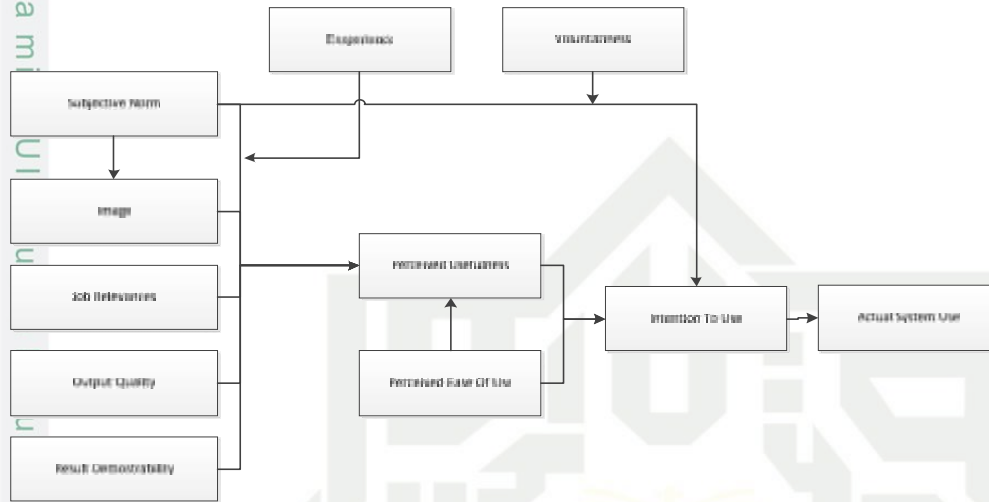 Experience
Voluntariness
Subjective Norm
Image
Perceived Usefulness
Job Relevances
Intention To Use
Actual System Use
Output Quality
Perceived Ease Of Use
Result Demostrability